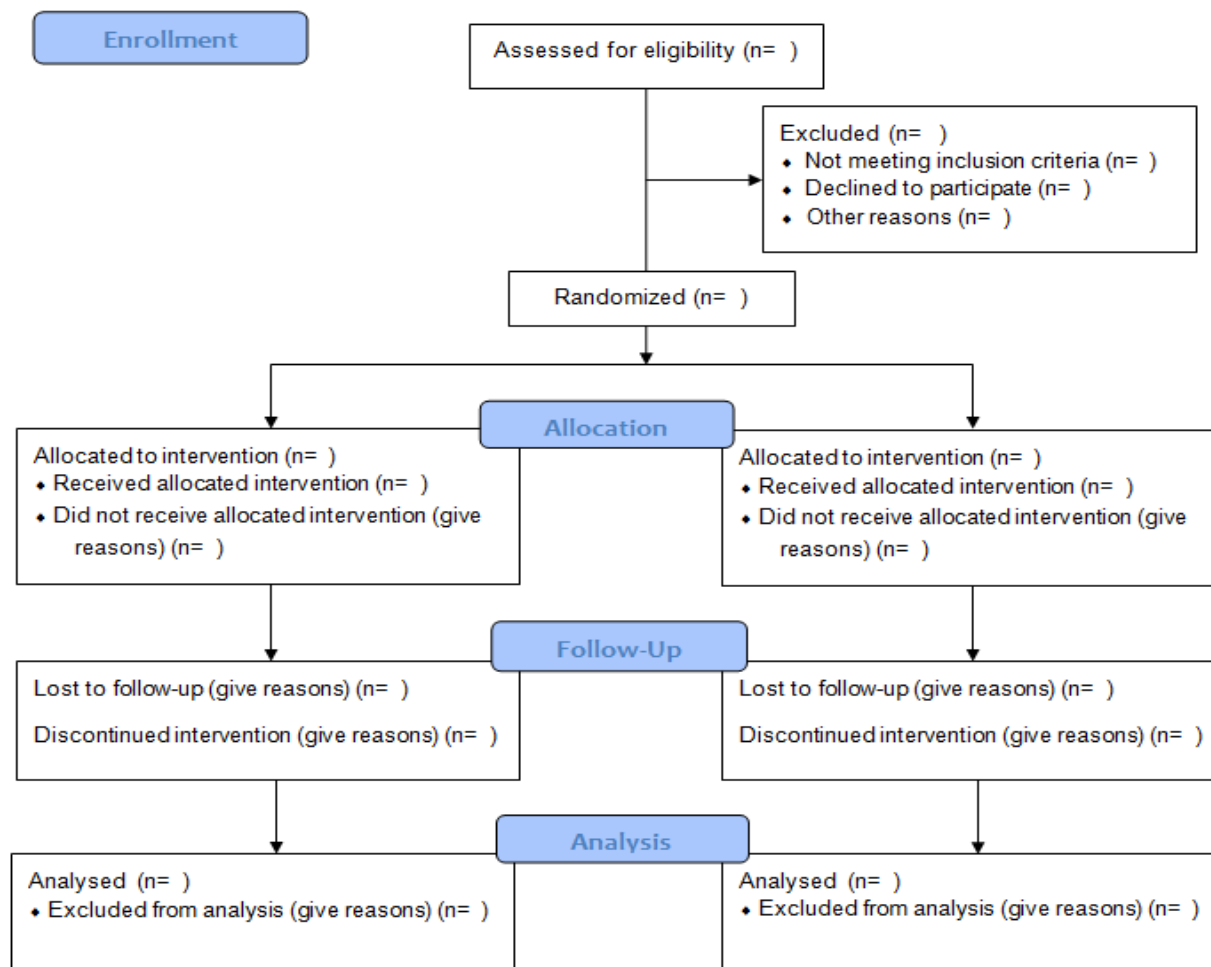 Enrollment
Assessed for eligibility (n= )
Excluded (n= )
⬥ Not meeting inclusion criteria (n= )
⬥ Declined to participate (n= )
⬥ Other reasons (n= )
Randomized (n= )
Allocation
Allocated to intervention (n= )
⬥ Received allocated intervention (n= )
⬥ Did not receive allocated intervention (give
reasons) (n= )
Allocated to intervention (n= )
⬥ Received allocated intervention (n= )
⬥ Did not receive allocated intervention (give
reasons) (n= )
Follow-Up
Lost to follow-up (give reasons) (n= )
Discontinued intervention (give reasons) (n= )
Lost to follow-up (give reasons) (n= )
Discontinued intervention (give reasons) (n= )
Analysis
Analysed (n= )
⬥ Excluded from analysis (give reasons) (n= )
Analysed (n= )
⬥ Excluded from analysis (give reasons) (n= )